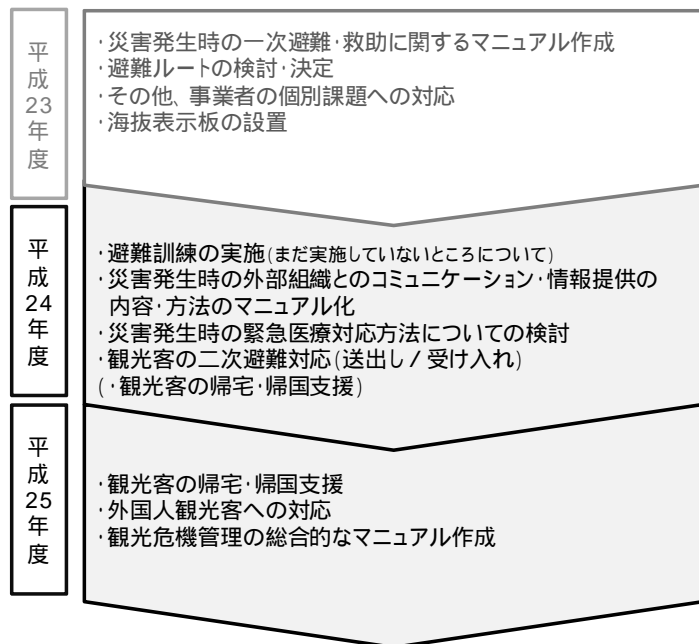 平成23年度
・災害発生時の一次避難・救助に関するマニュアル作成
・避難ルートの検討・決定
・その他、事業者の個別課題への対応
・海抜表示板の設置
平成24年度
・避難訓練の実施(まだ実施していないところについて)
・災害発生時の外部組織とのコミュニケーション・情報提供の
内容・方法のマニュアル化
・災害発生時の緊急医療対応方法についての検討
・観光客の二次避難対応(送出し/受け入れ)
(・観光客の帰宅・帰国支援)
平成25年度
・観光客の帰宅・帰国支援
・外国人観光客への対応
・観光危機管理の総合的なマニュアル作成